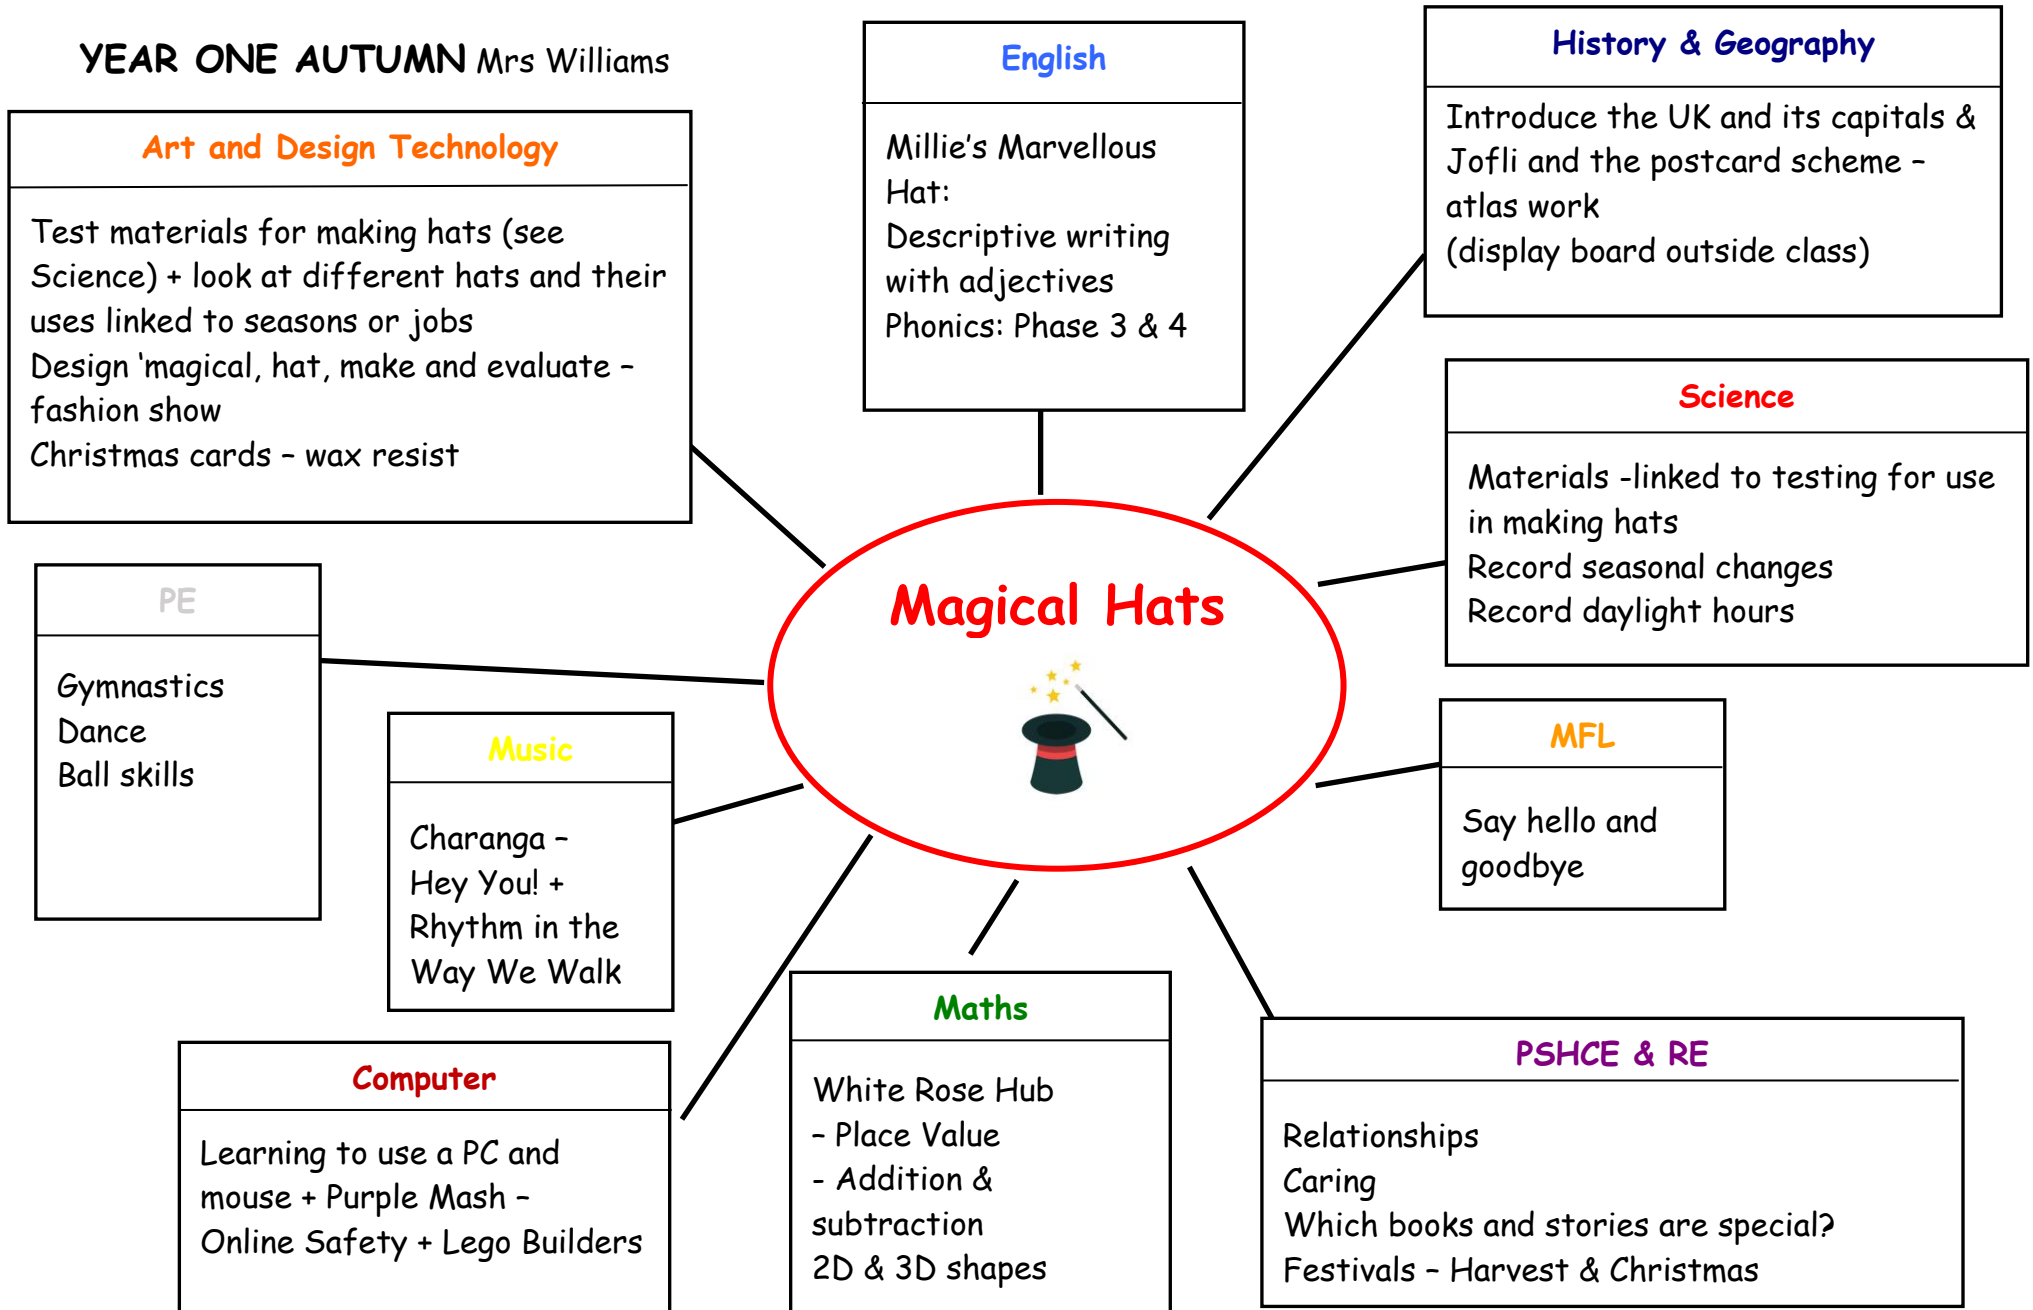 YEAR ONE AUTUMN Mrs Williams
Art and Design Technology
Test materials for making hats (see
Science) + look at different hats and their
uses linked to seasons or jobs
Design ‘magical, hat, make and evaluate –
fashion show
Christmas cards – wax resist
English
Millie’s Marvellous
Hat:
Descriptive writing
with adjectives
Phonics: Phase 3 & 4
History & Geography
Introduce the UK and its capitals &
Jofli and the postcard scheme –
atlas work
(display board outside class)
Science
Materials -linked to testing for use
in making hats
Record seasonal changes
Record daylight hours
Magical Hats
PE
Gymnastics
Dance
Ball skills
Music
Charanga –
Hey You! +
Rhythm in the
Way We Walk
MFL
Say hello and
goodbye
Computer
Learning to use a PC and
mouse + Purple Mash –
Online Safety + Lego Builders
Maths
White Rose Hub
– Place Value
- Addition &
subtraction
2D & 3D shapes
PSHCE & RE
Relationships
Caring
Which books and stories are special?
Festivals – Harvest & Christmas